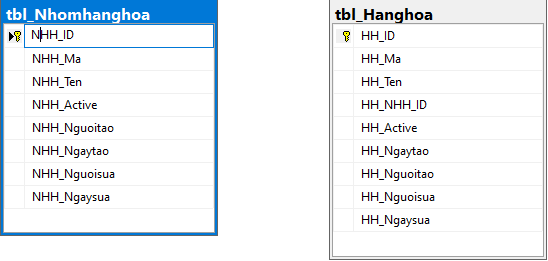 tbl_Nhomhanghoa
NHH_ID
NHH_Ma
NHH_Ten
NHH_Active
NHH_Nguoitao
NHH_Ngaytao
NHH_Nguoisua
NHH_Ngaysua
tbl_Hanghoa
HH_ID
HH_Ma
HH_Ten
HH_NHH_ID
HH_Active
HH_Ngaytao
HH_Nguoitao
HH_Nguoisua
HH_Ngaysua